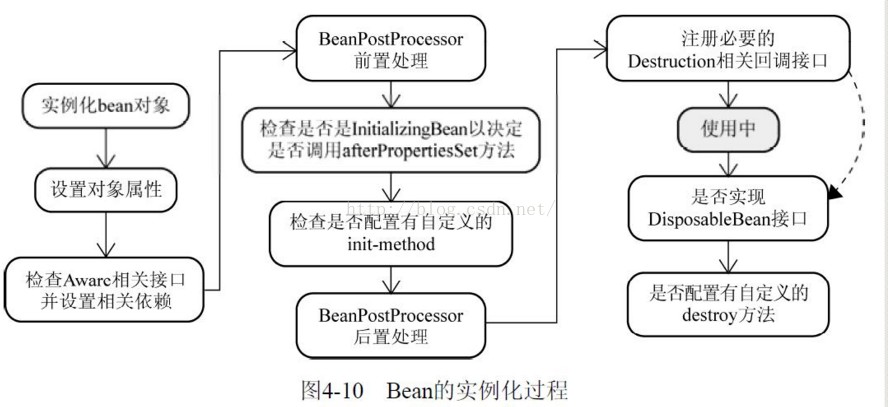 实例化bean对象
设置对象属性
检查Aware相关接口
并设置相关依赖
BeanPostProcessor
前置处理
检查是否是InitializingBean以决定
是否调用afterPropertiesSet方法
检查是否配置有自定义的
init-method
BeanPostProcessor
后置处理
注册必要的
Destruction相关回调接口
使用中
是否实现
DisposableBean接口
是否配置有自定义的
destroy方法
http://blog.csdn.net/
图4-10 Bean的实例化过程